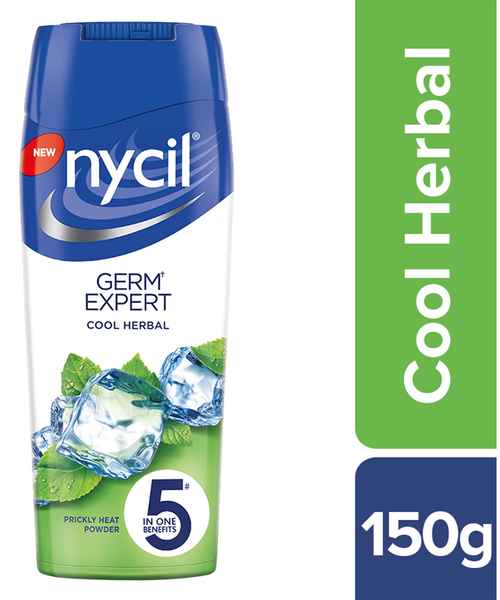 NEW
nycil®
GERM†
EXPERT
COOL HERBAL
PRICKLY HEAT
POWDER
5#
IN ONE
BENEFITS
Cool Herbal
150g